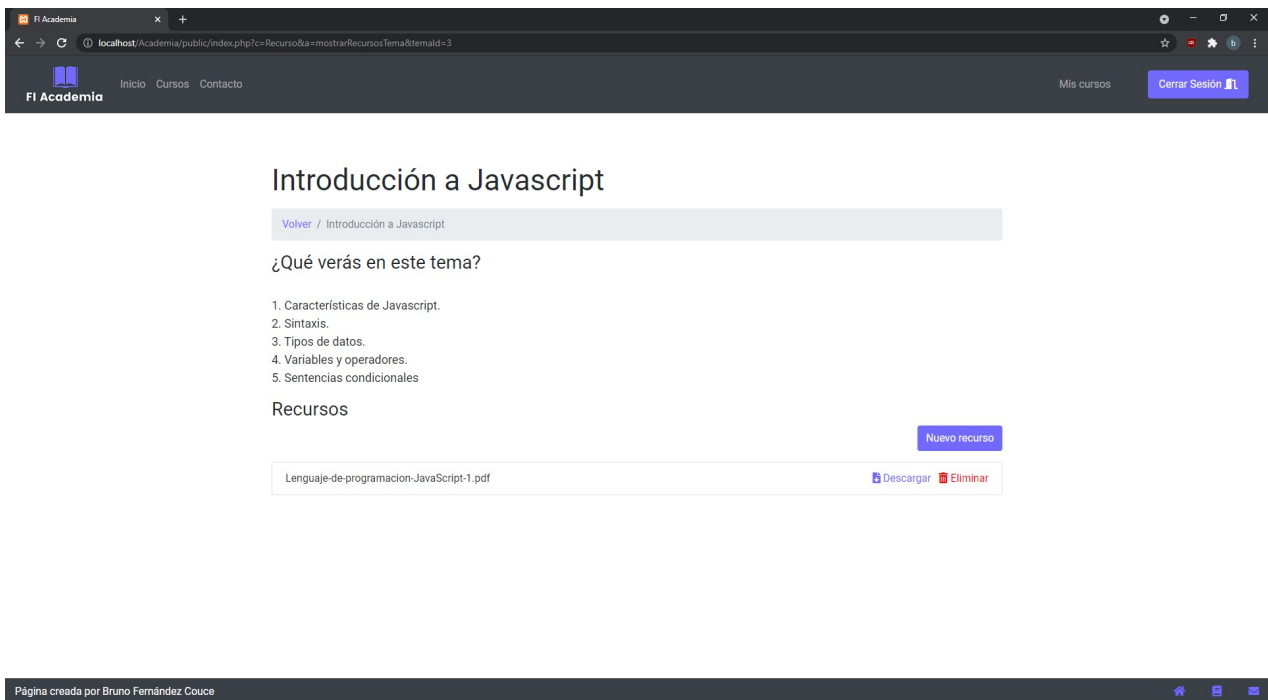 FI Academia
localhost/Academia/public/index.php?c=Recurso&a=mostrarRecursosTema&temaId=3
b
FI Academia
Inicio Cursos Contacto
Mis cursos
Cerrar Sesión
Introducción a Javascript
Volver / Introducción a Javascript
¿Qué verás en este tema?
1. Características de Javascript.
2. Sintaxis.
3. Tipos de datos.
4. Variables y operadores.
5. Sentencias condicionales
Recursos
Nuevo recurso
Lenguaje-de-programacion-JavaScript-1.pdf
Descargar Eliminar
Página creada por Bruno Fernández Couce